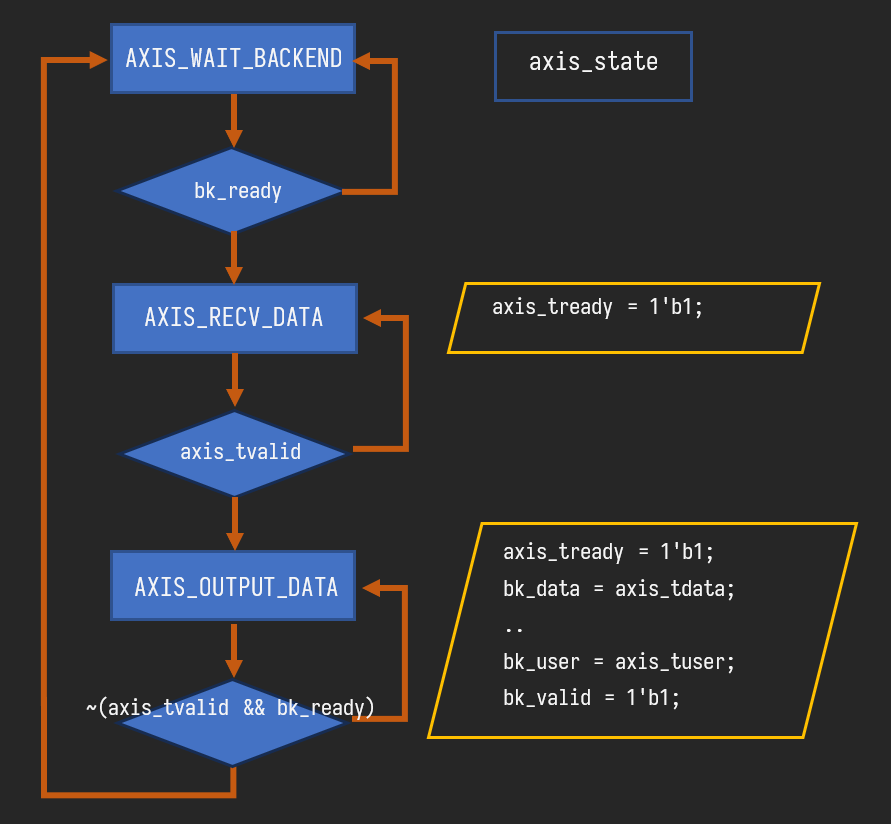 AXIS_WAIT_BACKEND
axis_state
bk_ready
AXIS_RECV_DATA
axis_tready = 1'b1;
axis_tvalid
AXIS_OUTPUT_DATA
axis_tready = 1'b1;
bk_data = axis_tdata;
..
bk_user = axis_tuser;
bk_valid = 1'b1;
~(axis_tvalid && bk_ready)